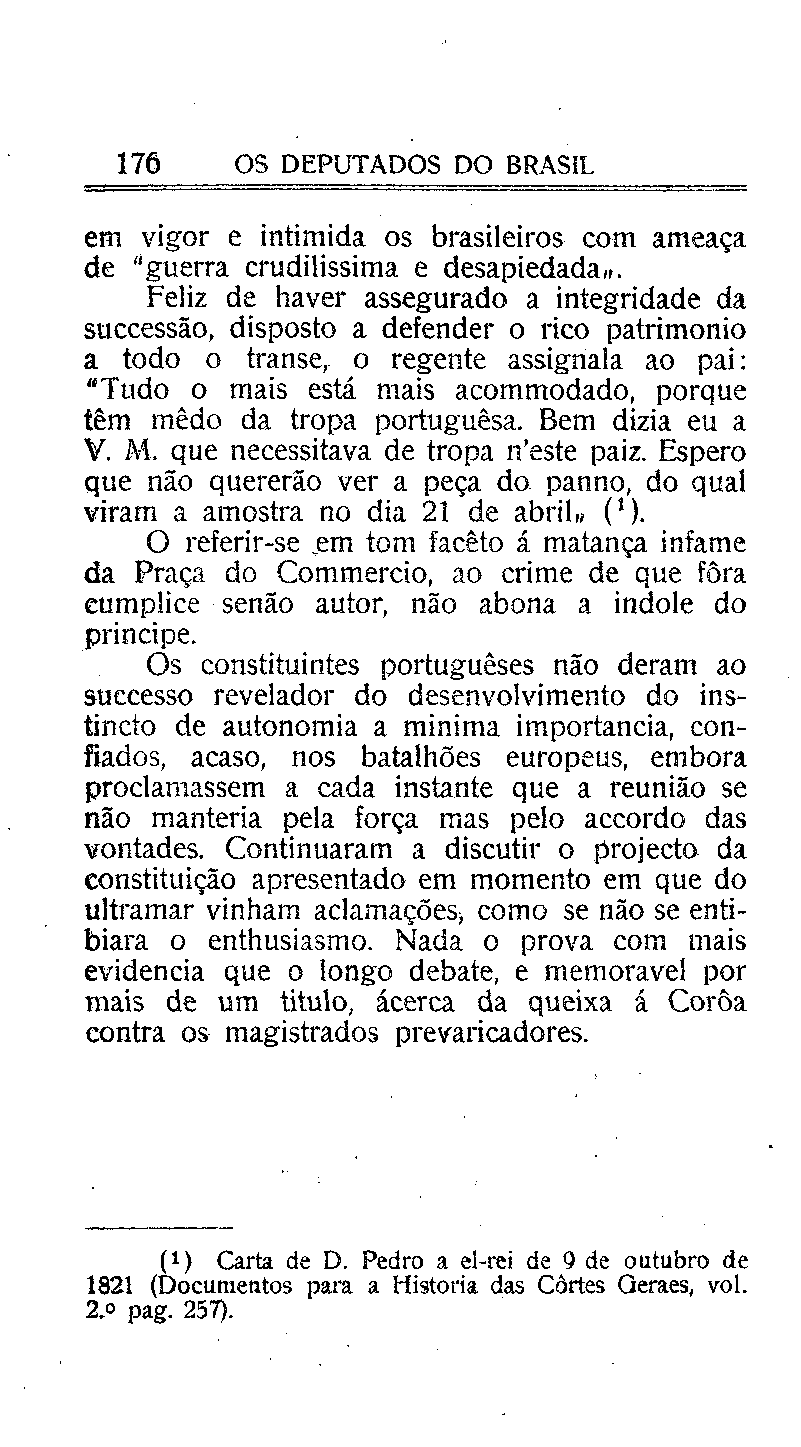 176 OS DEPUTADOS DO BRASIL
em vigor e intimida os brasileiros com ameaça
de "guerra crudilissima e desapiedada„.
Feliz de haver assegurado a integridade da
successão, disposto a defender o rico patrimonio
a todo o transe, o regente assignala ao pai:
"Tudo o mais está mais acommodado, porque
têm mêdo da tropa portuguêsa. Bem dizia eu a
V. M. que necessitava de tropa n'este paiz. Espero
que não quererão ver a peça do panno, do qual
viram a amostra no dia 21 de abril„ (¹).
O referir-se em tom facêto á matança infame
da Praça do Commercio, ao crime de que fôra
cumplice senão autor, não abona a indole do
principe.
Os constituintes portuguêses não deram ao
successo revelador do desenvolvimento do ins-
tincto de autonomia a minima importancia, con-
fiados, acaso, nos batalhões europeus, embora
proclamassem a cada instante que a reunião se
não manteria pela força mas pelo accordo das
vontades. Continuaram a discutir o projecto da
constituição apresentado em momento em que do
ultramar vinham aclamações, como se não se enti-
biara o enthusiasmo. Nada o prova com mais
evidencia que o longo debate, e memoravel por
mais de um titulo, ácerca da queixa á Corôa
contra os magistrados prevaricadores.
(¹) Carta de D. Pedro a el-rei de 9 de outubro de
1821 (Documentos para a Historia das Côrtes Geraes, vol.
2.º pag. 257).